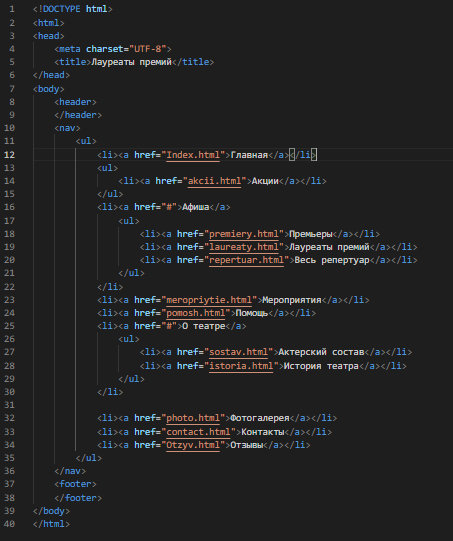 1 <!DOCTYPE html>
2 <html>
3 <head>
4     <meta charset="UTF-8">
5     <title>Лауреаты премий</title>
6 </head>
7 <body>
8     <header>
9     </header>
10     <nav>
11         <ul>
12             <li><a href="Index.html">Главная</a></li>
13             <ul>
14                 <li><a href="akcii.html">Акции</a></li>
15             </ul>
16             <li><a href="#">Афиша</a>
17                 <ul>
18                     <li><a href="premiery.html">Премьеры</a></li>
19                     <li><a href="laureaty.html">Лауреаты премий</a></li>
20                     <li><a href="repertuar.html">Весь репертуар</a></li>
21                 </ul>
22             </li>
23             <li><a href="meropriytie.html">Мероприятия</a></li>
24             <li><a href="pomosh.html">Помощь</a></li>
25             <li><a href="#">О театре</a>
26                 <ul>
27                     <li><a href="sostav.html">Актерский состав</a></li>
28                     <li><a href="istoria.html">История театра</a></li>
29                 </ul>
30             </li>
31
32             <li><a href="photo.html">Фотогалерея</a></li>
33             <li><a href="contact.html">Контакты</a></li>
34             <li><a href="Otzyv.html">Отзывы</a></li>
35         </ul>
36     </nav>
37     <footer>
38     </footer>
39 </body>
40 </html>